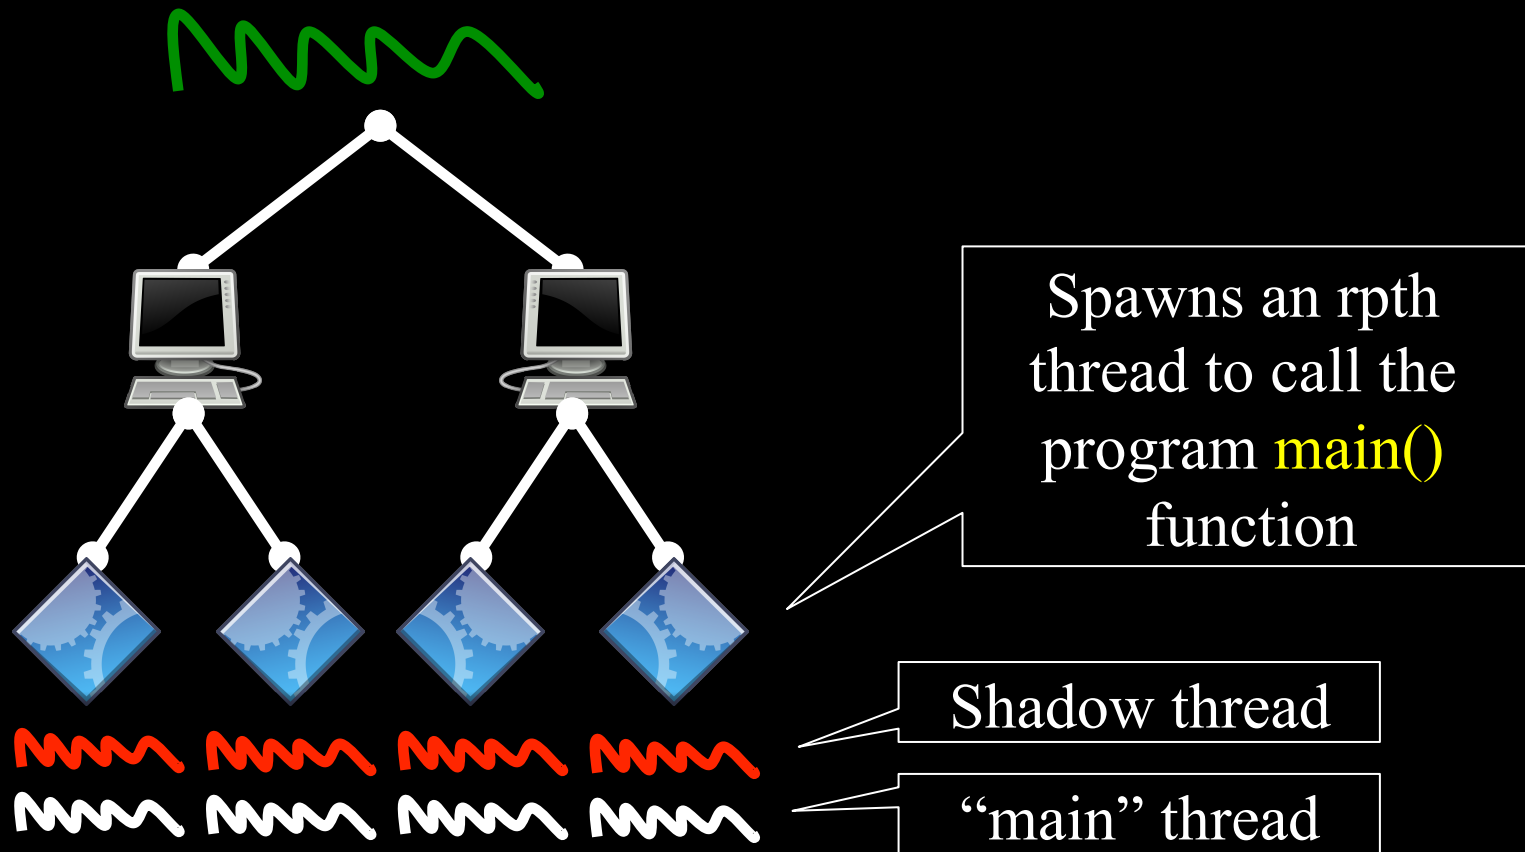 Spawns an rpth
thread to call the
program main()
function
Shadow thread
“main” thread